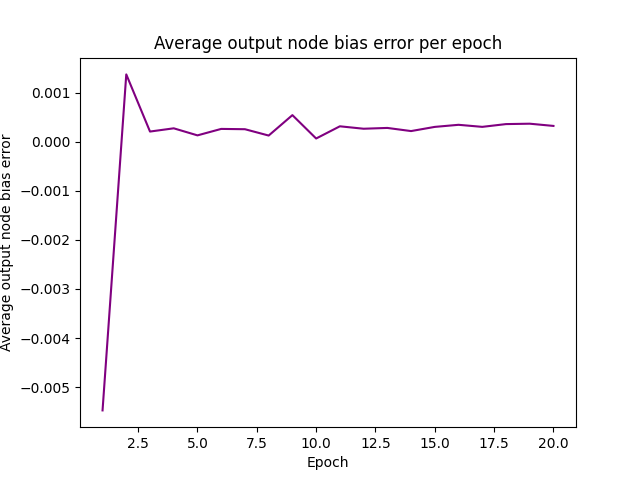 Average output node bias error per epoch
Average output node bias error
0.001
0.000
−0.001
−0.002
−0.003
−0.004
−0.005
2.5 5.0 7.5 10.0 12.5 15.0 17.5 20.0
Epoch